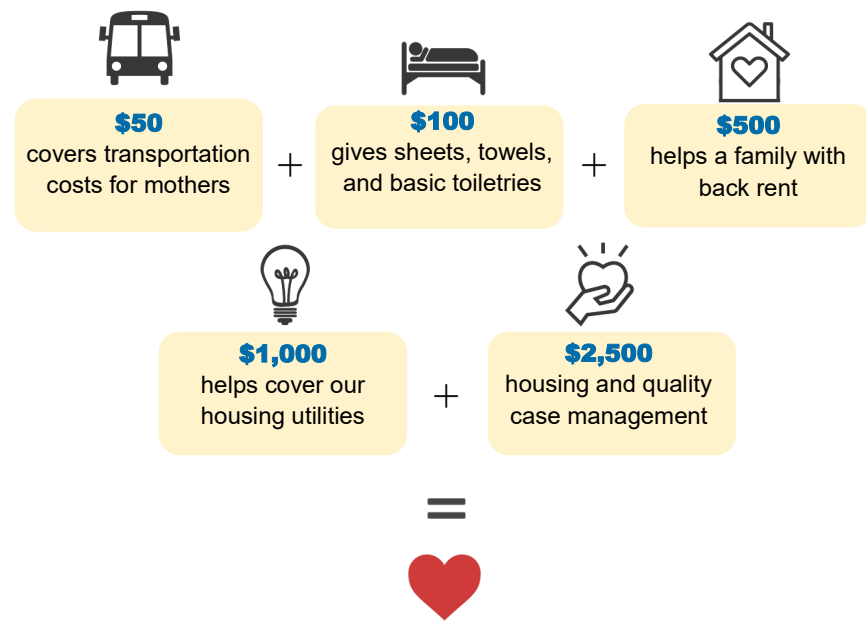 $50
covers transportation
costs for mothers
+
$100
gives sheets, towels,
and basic toiletries
+
$500
helps a family with
back rent
$1,000
helps cover our
housing utilities
+
$2,500
housing and quality
case management
=